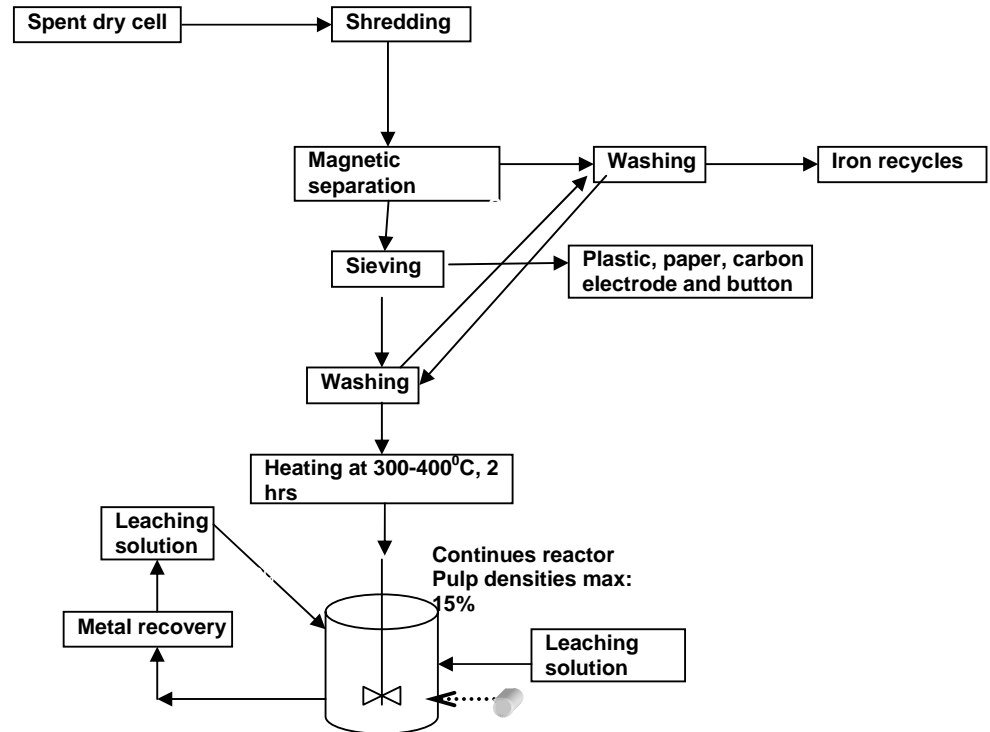 Spent dry cell
Shredding
Magnetic
separation
Washing
Iron recycles
Sieving
Plastic, paper, carbon
electrode and button
Washing
Heating at 300-400⁰C, 2
hrs
Leaching
solution
Continues reactor
Pulp densities max:
15%
Metal recovery
Leaching
solution